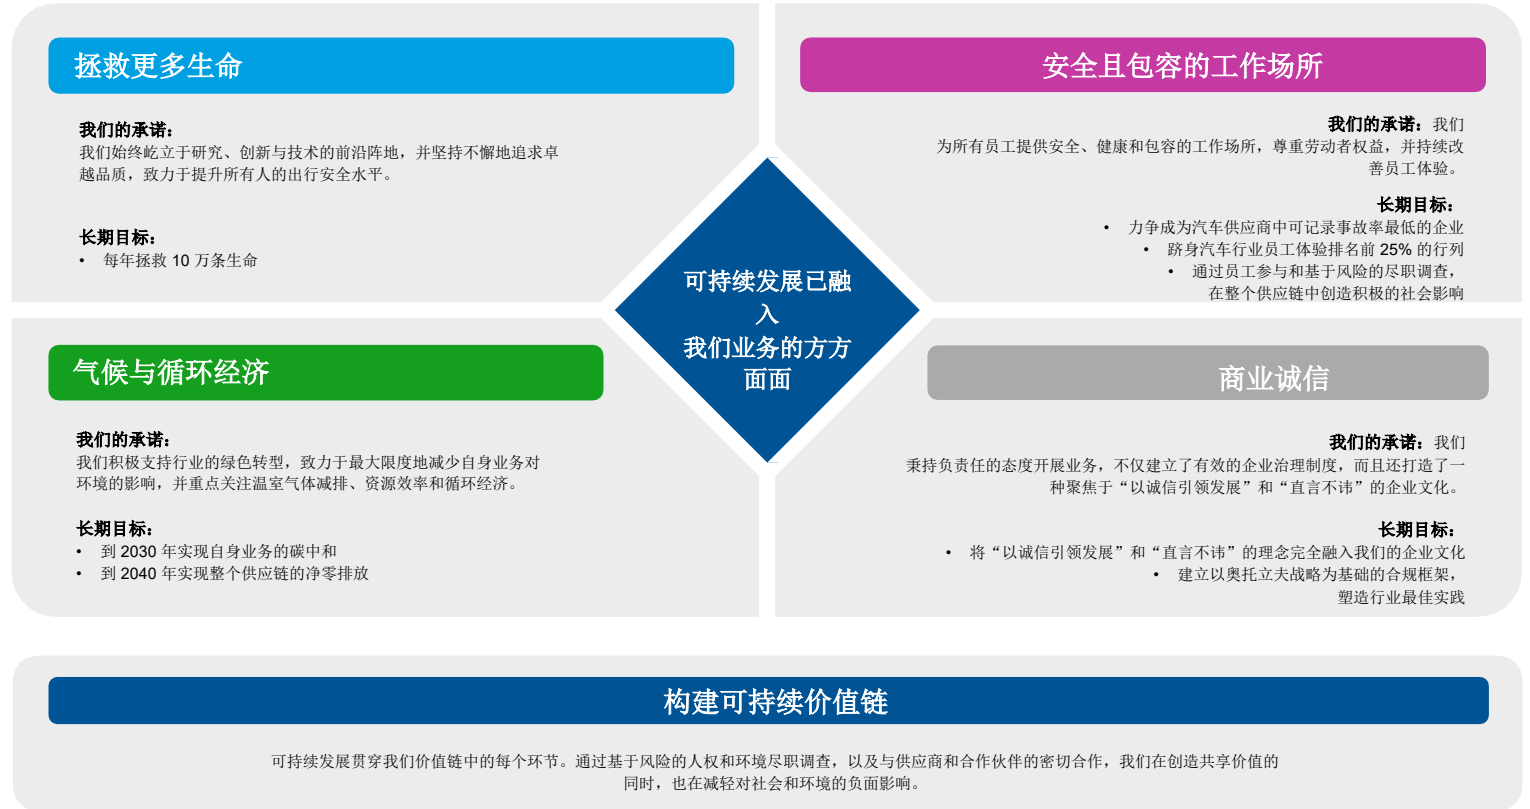 拯救更多生命
我们的承诺：
我们始终屹立于研究、创新与技术的前沿阵地，并坚持不懈地追求卓
越品质，致力于提升所有人的出行安全水平。
长期目标：
• 每年拯救 10 万条生命
安全且包容的工作场所
我们的承诺：我们
为所有员工提供安全、健康和包容的工作场所，尊重劳动者权益，并持续改
善员工体验。
长期目标：
• 力争成为汽车供应商中可记录事故率最低的企业
• 跻身汽车行业员工体验排名前 25% 的行列
• 通过员工参与和基于风险的尽职调查，
在整个供应链中创造积极的社会影响
可持续发展已融
入
我们业务的方方
面面
气候与循环经济
我们的承诺：
我们积极支持行业的绿色转型，致力于最大限度地减少自身业务对
环境的影响，并重点关注温室气体减排、资源效率和循环经济。
长期目标：
• 到 2030 年实现自身业务的碳中和
• 到 2040 年实现整个供应链的净零排放
商业诚信
我们的承诺：我们
秉持负责任的态度开展业务，不仅建立了有效的企业治理制度，而且还打造了一
种聚焦于“以诚信引领发展”和“直言不讳”的企业文化。
长期目标：
• 将“以诚信引领发展”和“直言不讳”的理念完全融入我们的企业文化
• 建立以奥托立夫战略为基础的合规框架，
塑造行业最佳实践
构建可持续价值链
可持续发展贯穿我们价值链中的每个环节。通过基于风险的人权和环境尽职调查，以及与供应商和合作伙伴的密切合作，我们在创造共享价值的
同时，也在减轻对社会和环境的负面影响。